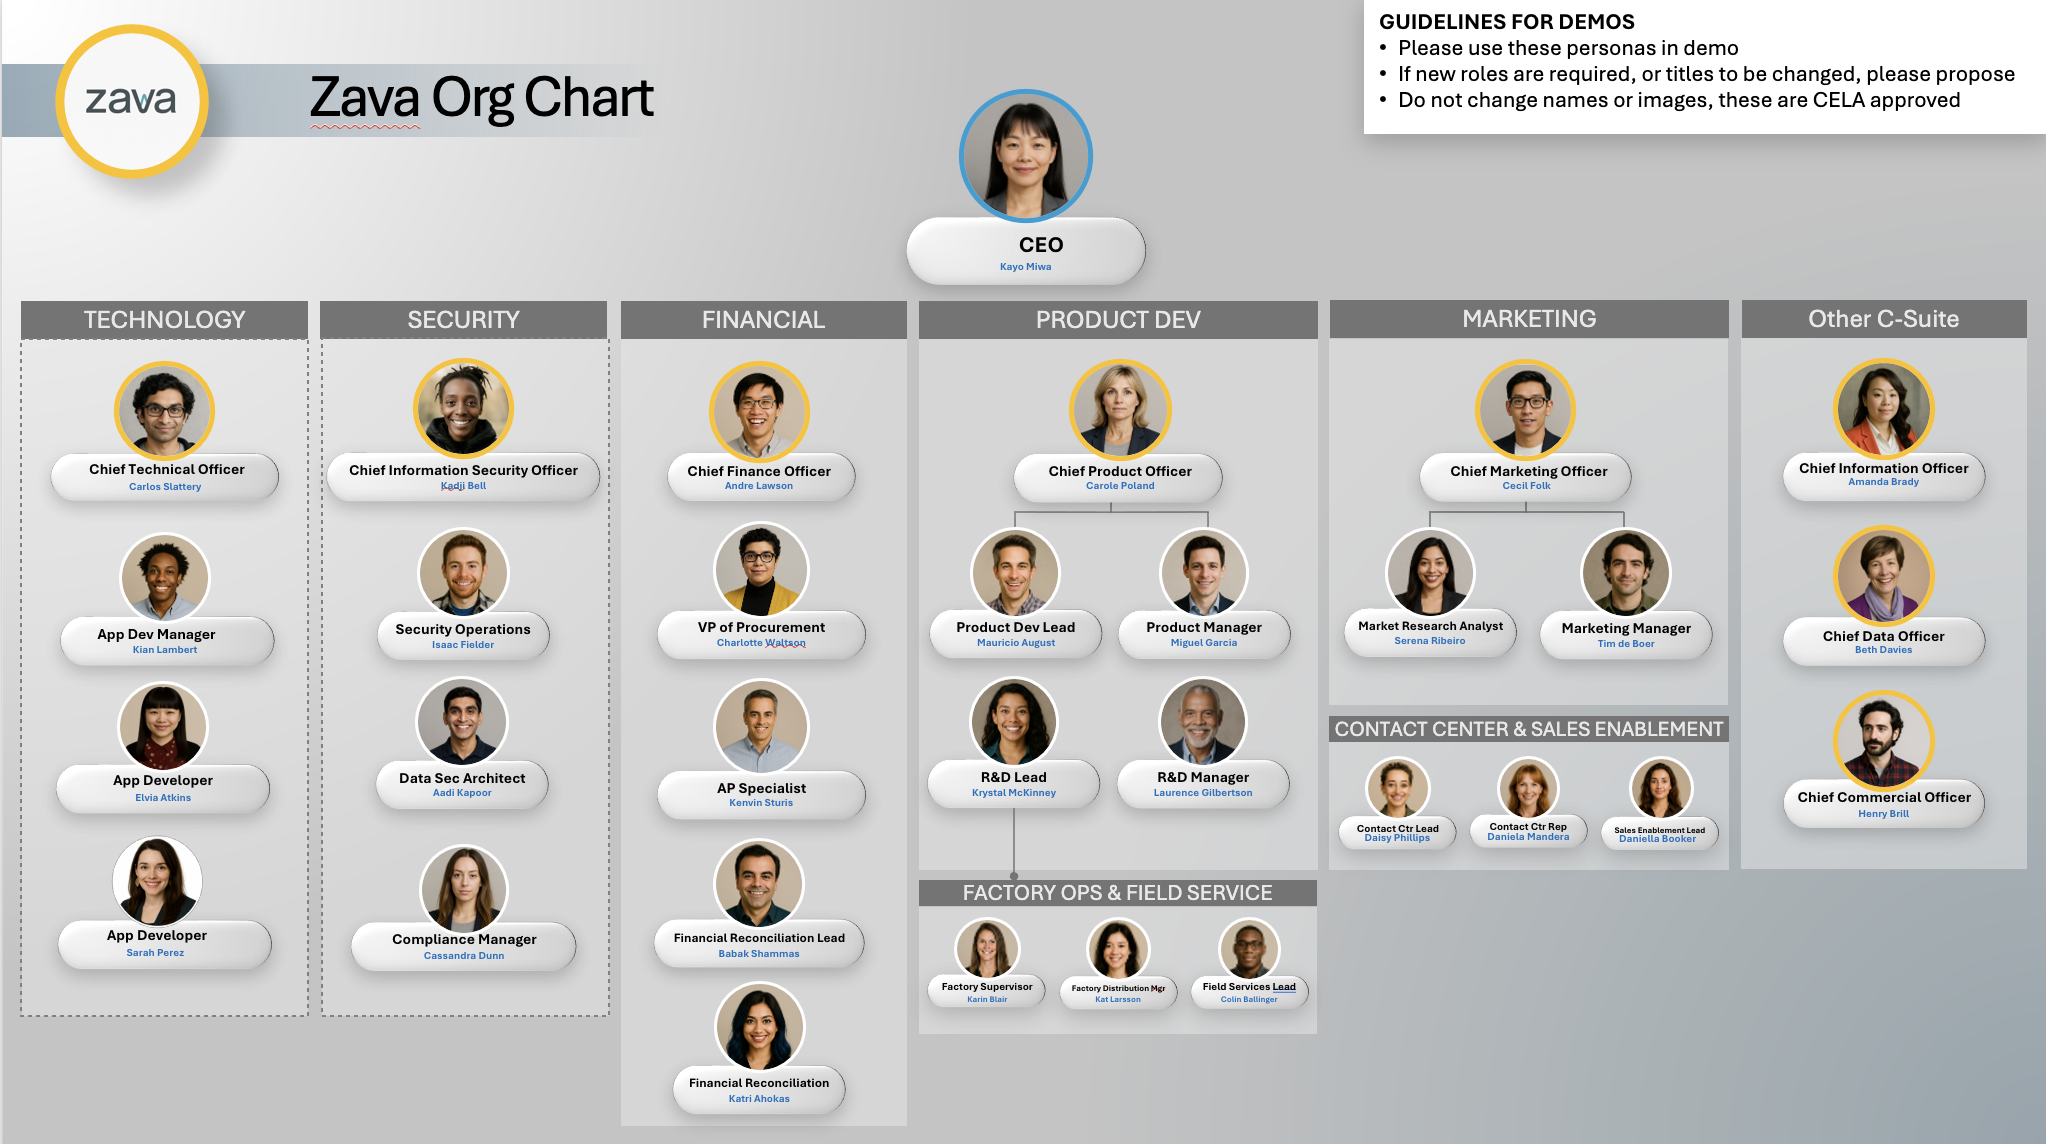 zava
Zava Org Chart
GUIDELINES FOR DEMOS
• Please use these personas in demo
• If new roles are required, or titles to be changed, please propose
• Do not change names or images, these are CELA approved
CEO
Kayo Miwa
TECHNOLOGY
Chief Technical Officer
Carlos Slattery
App Dev Manager
Kian Lambert
App Developer
Elvia Atkins
App Developer
Sarah Perez
SECURITY
Chief Information Security Officer
Kadji Bell
Security Operations
Isaac Fielder
Data Sec Architect
Aadi Kapoor
Compliance Manager
Cassandra Dunn
FINANCIAL
Chief Finance Officer
Andre Lawson
VP of Procurement
Charlotte Waltson
AP Specialist
Kenvin Sturis
Financial Reconciliation Lead
Babak Shammas
Financial Reconciliation
Katri Ahokas
PRODUCT DEV
Chief Product Officer
Carole Poland
Product Dev Lead
Mauricio August
Product Manager
Miguel Garcia
R&D Lead
Krystal McKinney
R&D Manager
Laurence Gilbertson
FACTORY OPS & FIELD SERVICE
Factory Supervisor
Karin Blair
Factory Distribution Mgr
Kat Larsson
Field Services Lead
Colin Ballinger
MARKETING
Chief Marketing Officer
Cecil Folk
Market Research Analyst
Serena Ribeiro
Marketing Manager
Tim de Boer
CONTACT CENTER & SALES ENABLEMENT
Contact Ctr Lead
Daisy Phillips
Contact Ctr Rep
Daniela Mandera
Sales Enablement Lead
Daniella Booker
Other C-Suite
Chief Information Officer
Amanda Brady
Chief Data Officer
Beth Davies
Chief Commercial Officer
Henry Brill